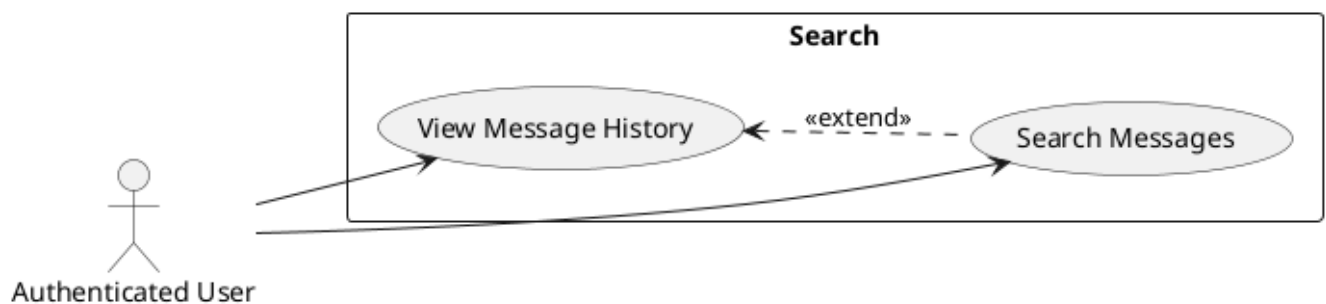 Search
View Message History
«extend»
Search Messages
Authenticated User